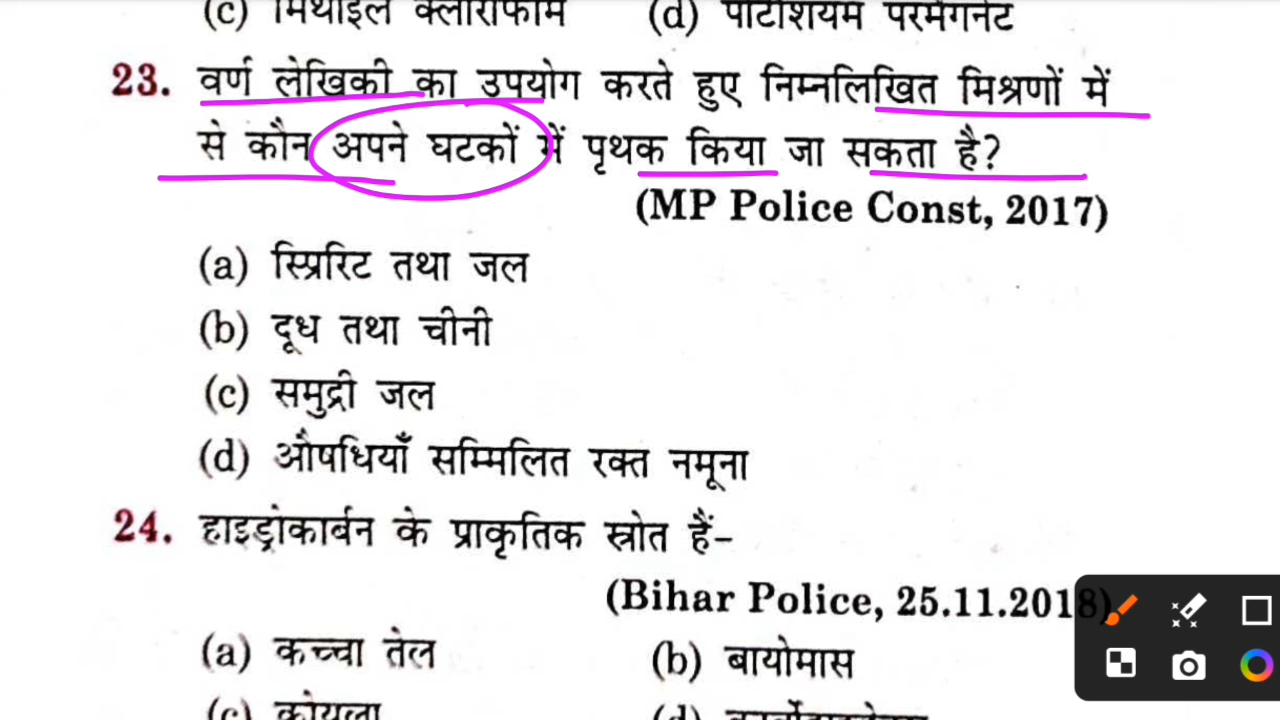 (c) मिथाइल क्लोरोफॉर्म (d) पोटाशियम परमैगनेट
23. वर्ण लेखिकी का उपयोग करते हुए निम्नलिखित मिश्रणों में
से कौन अपने घटकों में पृथक किया जा सकता है?
(MP Police Const, 2017)
(a) स्प्रिरिट तथा जल
(b) दूध तथा चीनी
(c) समुद्री जल
(d) औषधियाँ सम्मिलित रक्त नमूना
24. हाइड्रोकार्बन के प्राकृतिक स्रोत हैं-
(Bihar Police, 25.11.2018)
(a) कच्चा तेल (b) बायोमास
(c) कोयला (d)